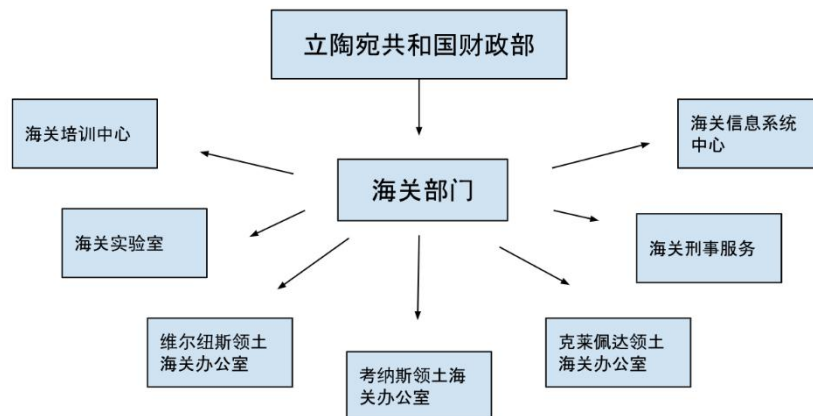 立陶宛共和国财政部
海关培训中心
海关信息系统
中心
海关部门
海关实验室
海关刑事服务
维尔纽斯领土
海关办公室
考纳斯领土海
关办公室
克莱佩达领土
海关办公室